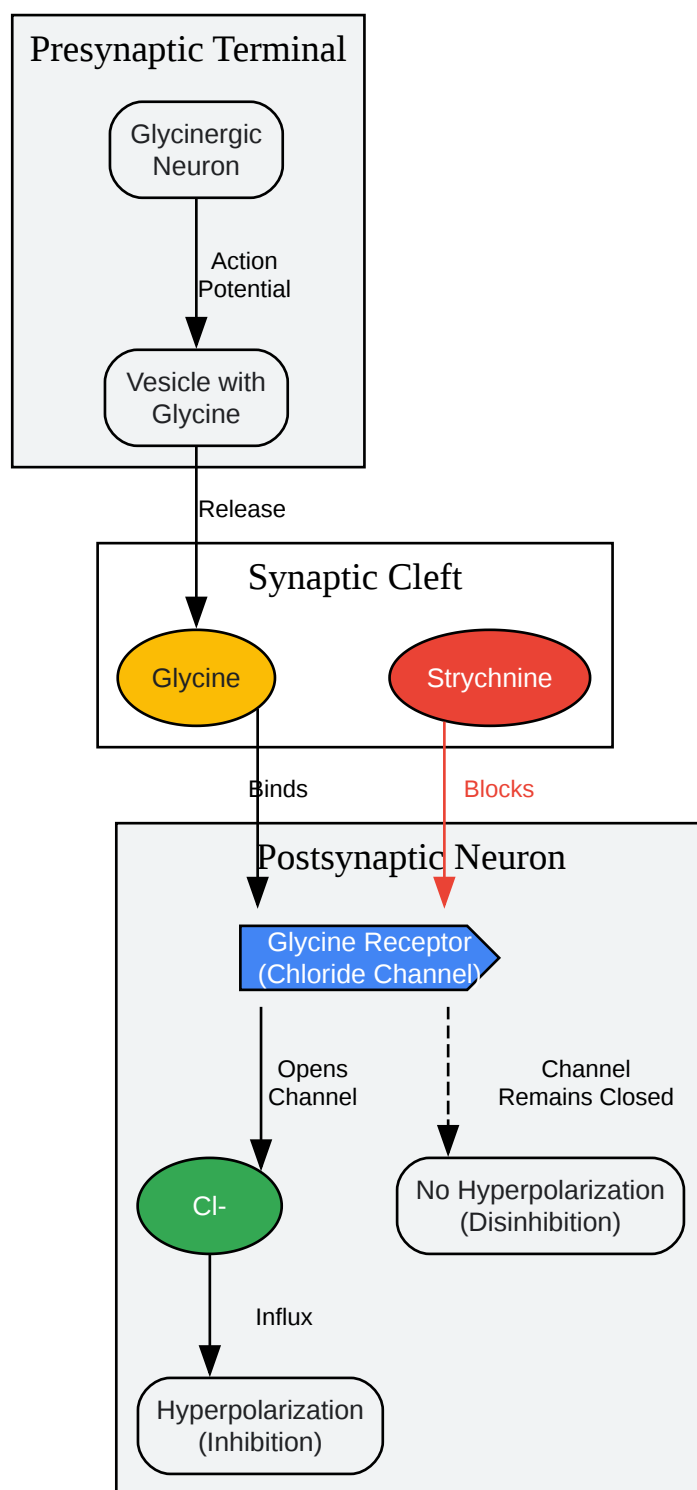 Presynaptic Terminal
Glycinergic
Neuron
Action
Potential
Vesicle with
Glycine
Release
Synaptic Cleft
Glycine
Strychnine
Binds
Blocks
Postsynaptic Neuron
Glycine Receptor
(Chloride Channel)
Opens
Channel
Channel
Remains Closed
Cl-
No Hyperpolarization
(Disinhibition)
Influx
Hyperpolarization
(Inhibition)